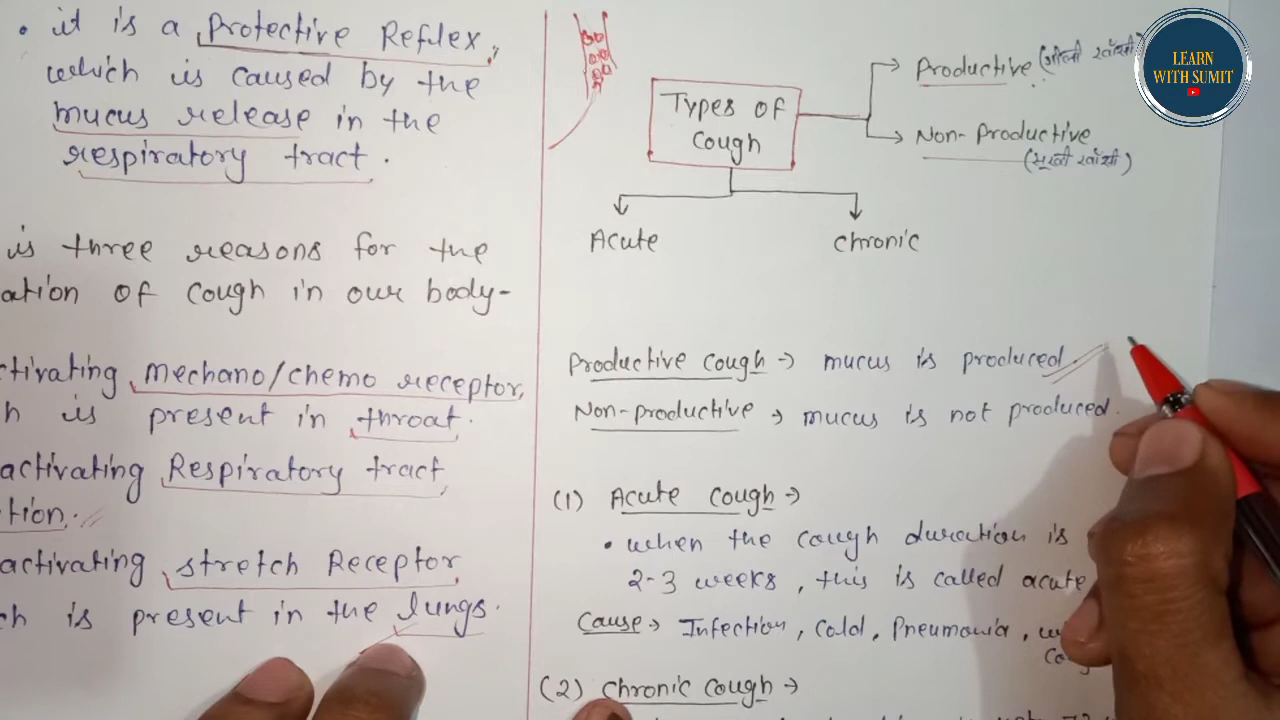 • it is a Protective Reflex,
which is caused by the
mucus release in the
respiratory tract.
is three reasons for the
ation of cough in our body-
ctivating mechano/chemo receptor,
h is present in throat.
activating Respiratory tract
tion.
activating stretch Receptor
ch is present in the lungs.
Types of
Cough
Productive (गीली खाँसी)
Non-Productive
(सूखी खाँसी)
Acute
Chronic
Productive cough → mucus is produced
Non-productive → mucus is not produced.
(1) Acute cough →
• when the cough duration is
2-3 weeks, this is called acute
Cause → Infection, Cold, Pneumonia,
(2) Chronic cough →
LEARN
WITH SUMIT